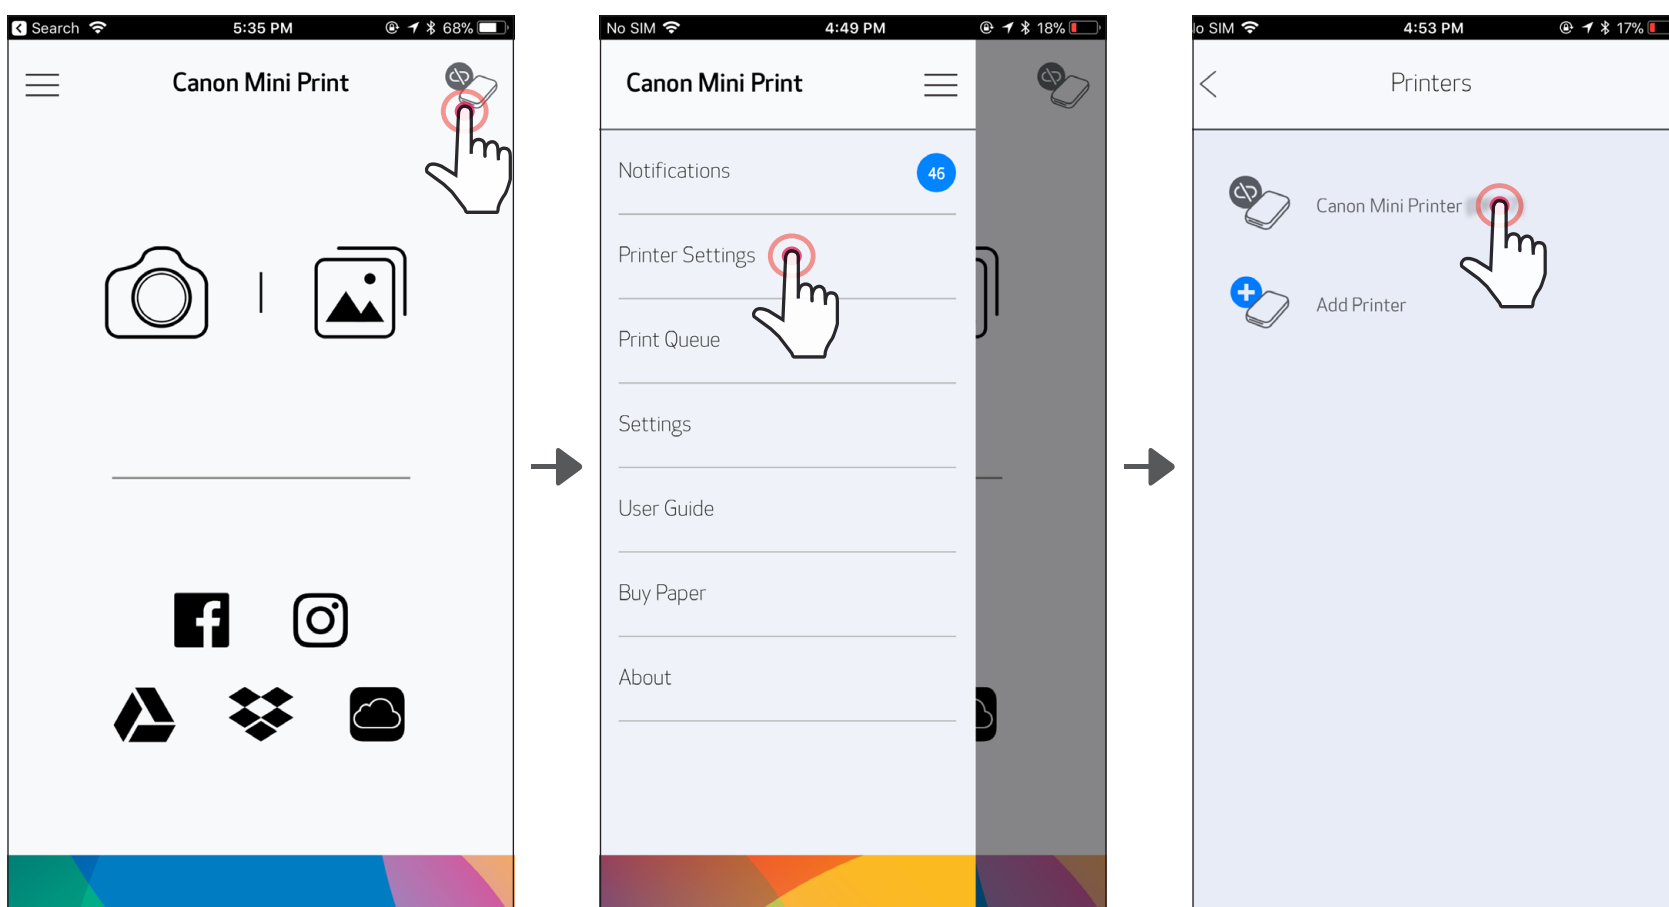 Search 5:35 PM 68%
Canon Mini Print
No SIM 4:49 PM 18%
Canon Mini Print
Notifications 46
Printer Settings
Print Queue
Settings
User Guide
Buy Paper
About
o SIM 4:53 PM 17%
Printers
Canon Mini Printer
Add Printer